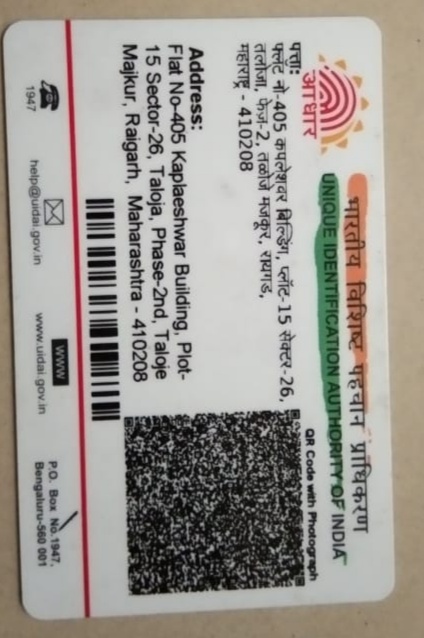 भारतीय विशिष्ट पहचान प्राधिकरण
UNIQUE IDENTIFICATION AUTHORITY OF INDIA
आधार
QR Code with Photograph
पत्ता:
फ्लॅट नो-405 कपलेशवर बिल्डिंग, प्लॉट-15 सेक्टर-26,
तलोजा, फेज-2, तळोजे मजकूर, रायगड,
महाराष्ट्र - 410208
Address:
Flat No-405 Kaplaeshwar Building, Plot-
15 Sector-26, Taloja, Phase-2nd, Taloje
Majkur, Raigarh, Maharashtra - 410208
1947
help@uidai.gov.in
www
www.uidai.gov.in
P.O. Box No.1947,
Bengaluru-560 001